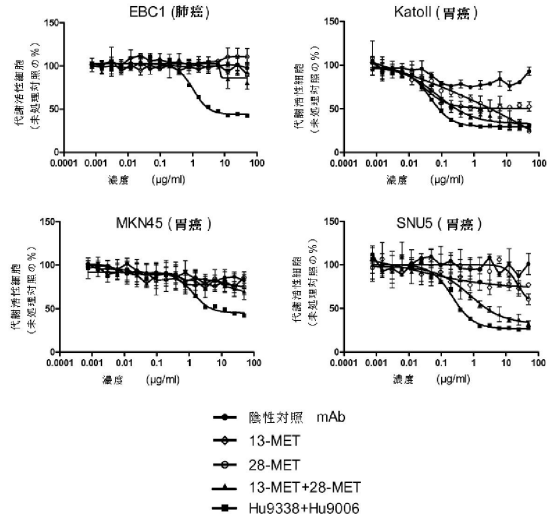 EBC1 (肺癌)
代謝活性細胞
(未処理対照の%)
150
100
50
0
0.0001 0.001 0.01 0.1 1 10 100
濃度 (µg/ml)
KatoII (胃癌)
代謝活性細胞
(未処理対照の%)
150
100
50
0
0.0001 0.001 0.01 0.1 1 10 100
濃度 (µg/ml)
MKN45 (胃癌)
代謝活性細胞
(未処理対照の%)
150
100
50
0
0.0001 0.001 0.01 0.1 1 10 100
濃度 (µg/ml)
SNU5 (胃癌)
代謝活性細胞
(未処理対照の%)
150
100
50
0
0.0001 0.001 0.01 0.1 1 10 100
濃度 (µg/ml)
陰性対照 mAb
13-MET
28-MET
13-MET+28-MET
Hu9338+Hu9006